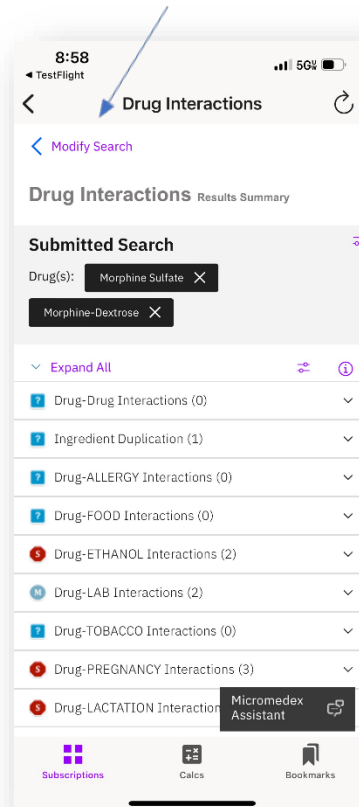 8:58
5G
TestFlight
Drug Interactions
Modify Search
Drug Interactions Results Summary
Submitted Search
Drug(s): Morphine Sulfate
Morphine-Dextrose
Expand All
? Drug-Drug Interactions (0)
? Ingredient Duplication (1)
? Drug-ALLERGY Interactions (0)
? Drug-FOOD Interactions (0)
S Drug-ETHANOL Interactions (2)
M Drug-LAB Interactions (2)
? Drug-TOBACCO Interactions (0)
S Drug-PREGNANCY Interactions (3)
S Drug-LACTATION Interaction
Micromedex
Assistant
Subscriptions Calcs Bookmarks